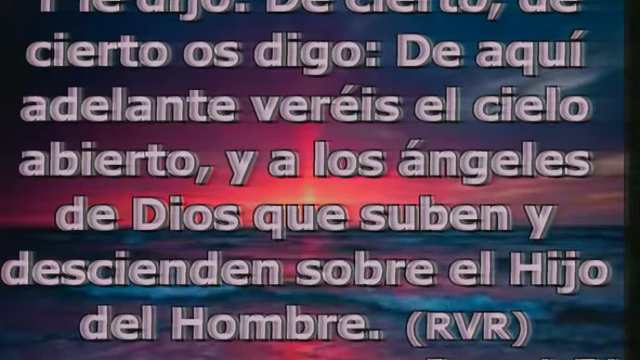 Y le dijo: De cierto, de
cierto os digo: De aquí
adelante veréis el cielo
abierto, y a los ángeles
de Dios que suben y
descienden sobre el Hijo
del Hombre. (RVR)